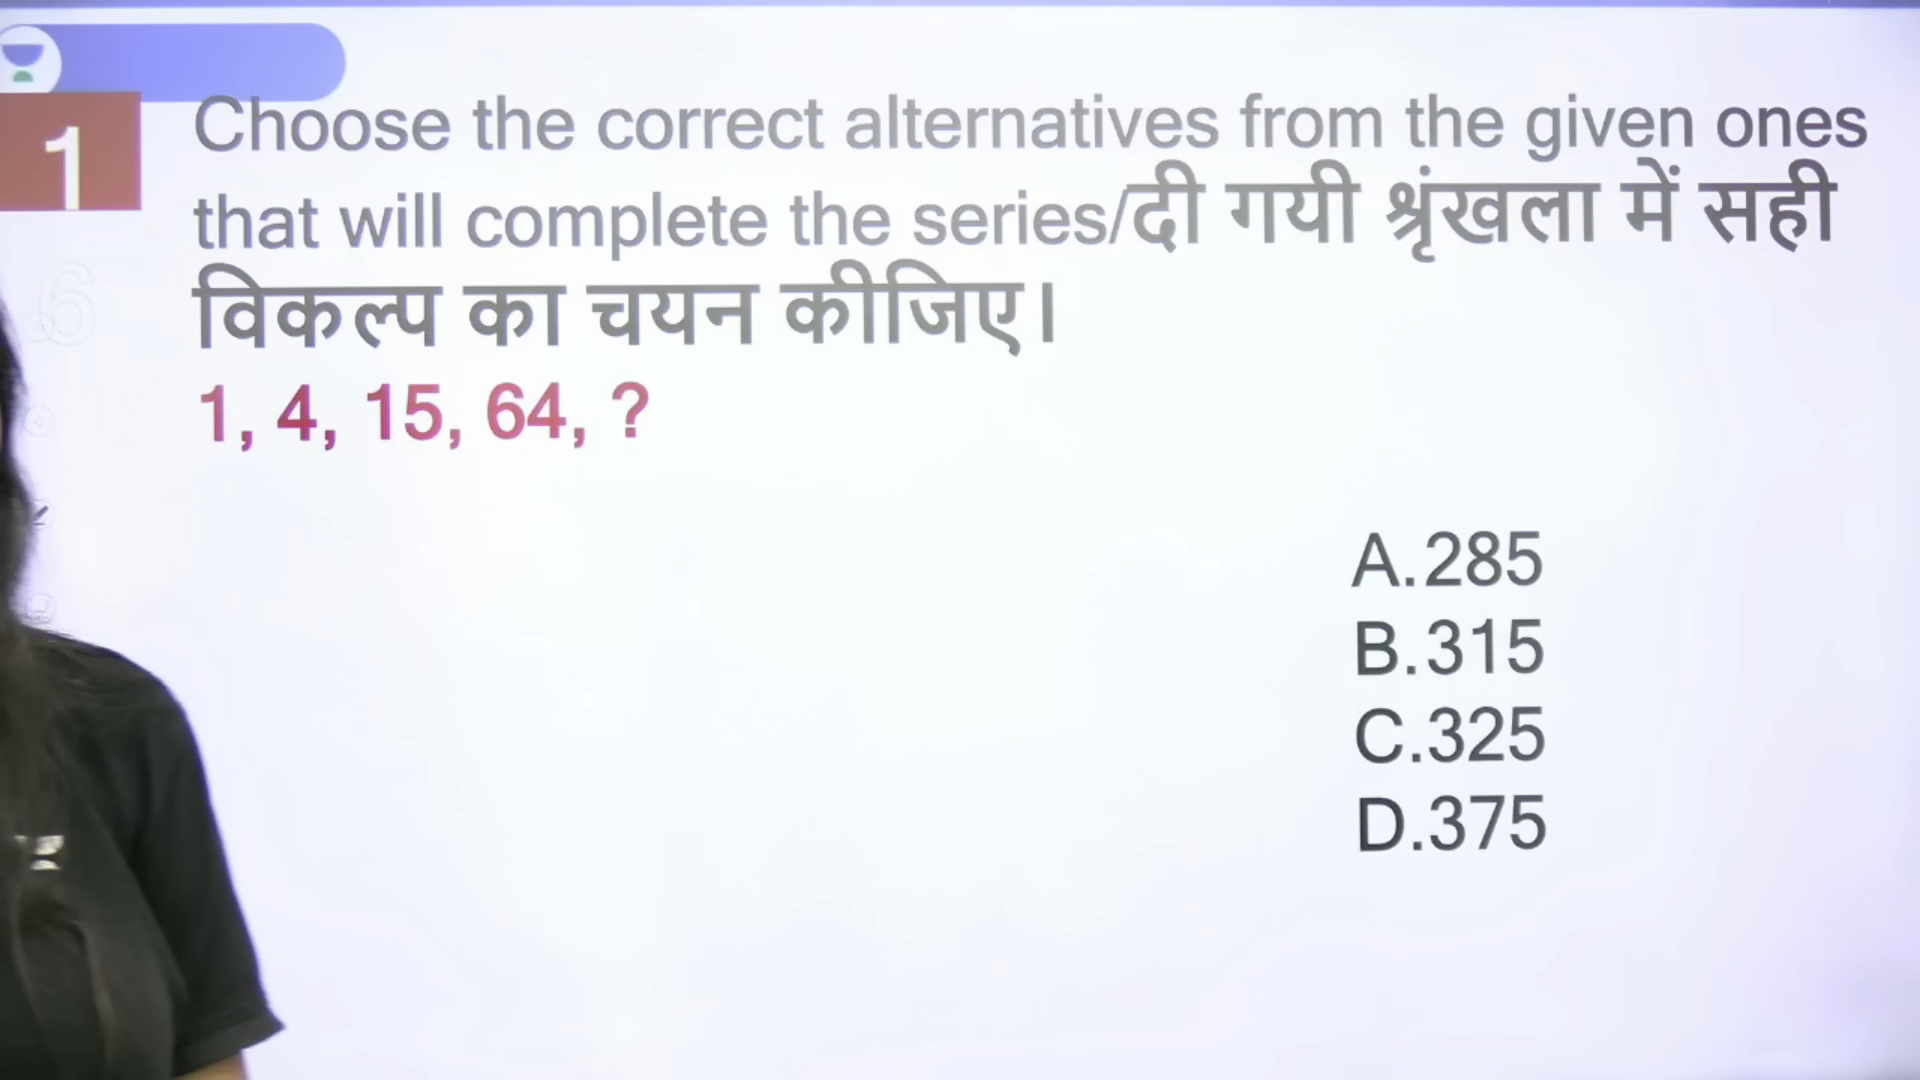 1
Choose the correct alternatives from the given ones
that will complete the series/दी गयी श्रृंखला में सही
विकल्प का चयन कीजिए।
1, 4, 15, 64, ?
A.285
B.315
C.325
D.375